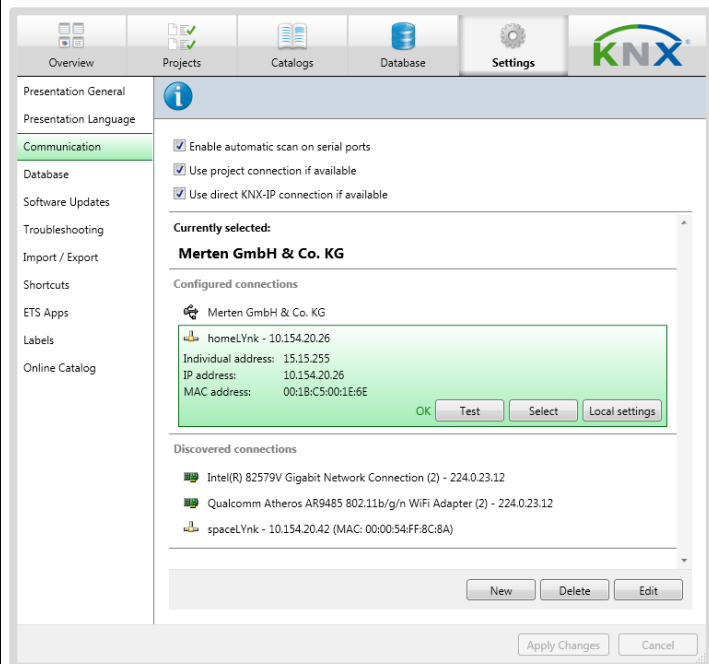 Overview
Projects
Catalogs
Database
Settings
KNX®
Presentation General
Presentation Language
Communication
Database
Software Updates
Troubleshooting
Import / Export
Shortcuts
ETS Apps
Labels
Online Catalog
i
Enable automatic scan on serial ports
Use project connection if available
Use direct KNX-IP connection if available
Currently selected:
Merten GmbH & Co. KG
Configured connections
Merten GmbH & Co. KG
homeLYnk - 10.154.20.26
Individual address: 15.15.255
IP address: 10.154.20.26
MAC address: 00:1B:C5:00:1E:6E
OK Test Select Local settings
Discovered connections
Intel(R) 82579V Gigabit Network Connection (2) - 224.0.23.12
Qualcomm Atheros AR9485 802.11b/g/n WiFi Adapter (2) - 224.0.23.12
spaceLYnk - 10.154.20.42 (MAC: 00:00:54:FF:8C:8A)
New Delete Edit
Apply Changes Cancel